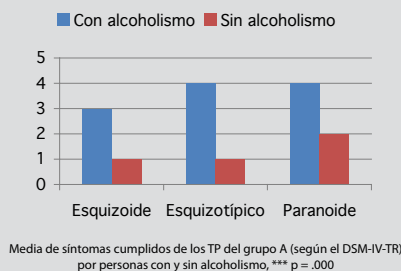 Con alcoholismo Sin alcoholismo
5
4
3
2
1
0
Esquizoide Esquizotípico Paranoide
Media de síntomas cumplidos de los TP del grupo A (según el DSM-IV-TR)
por personas con y sin alcoholismo, *** p = .000